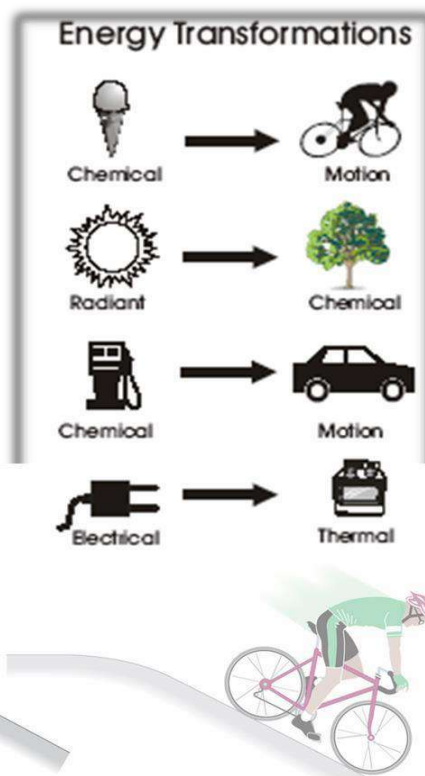 Energy Transformations
Chemical Motion
Radiant Chemical
Chemical Motion
Electrical Thermal